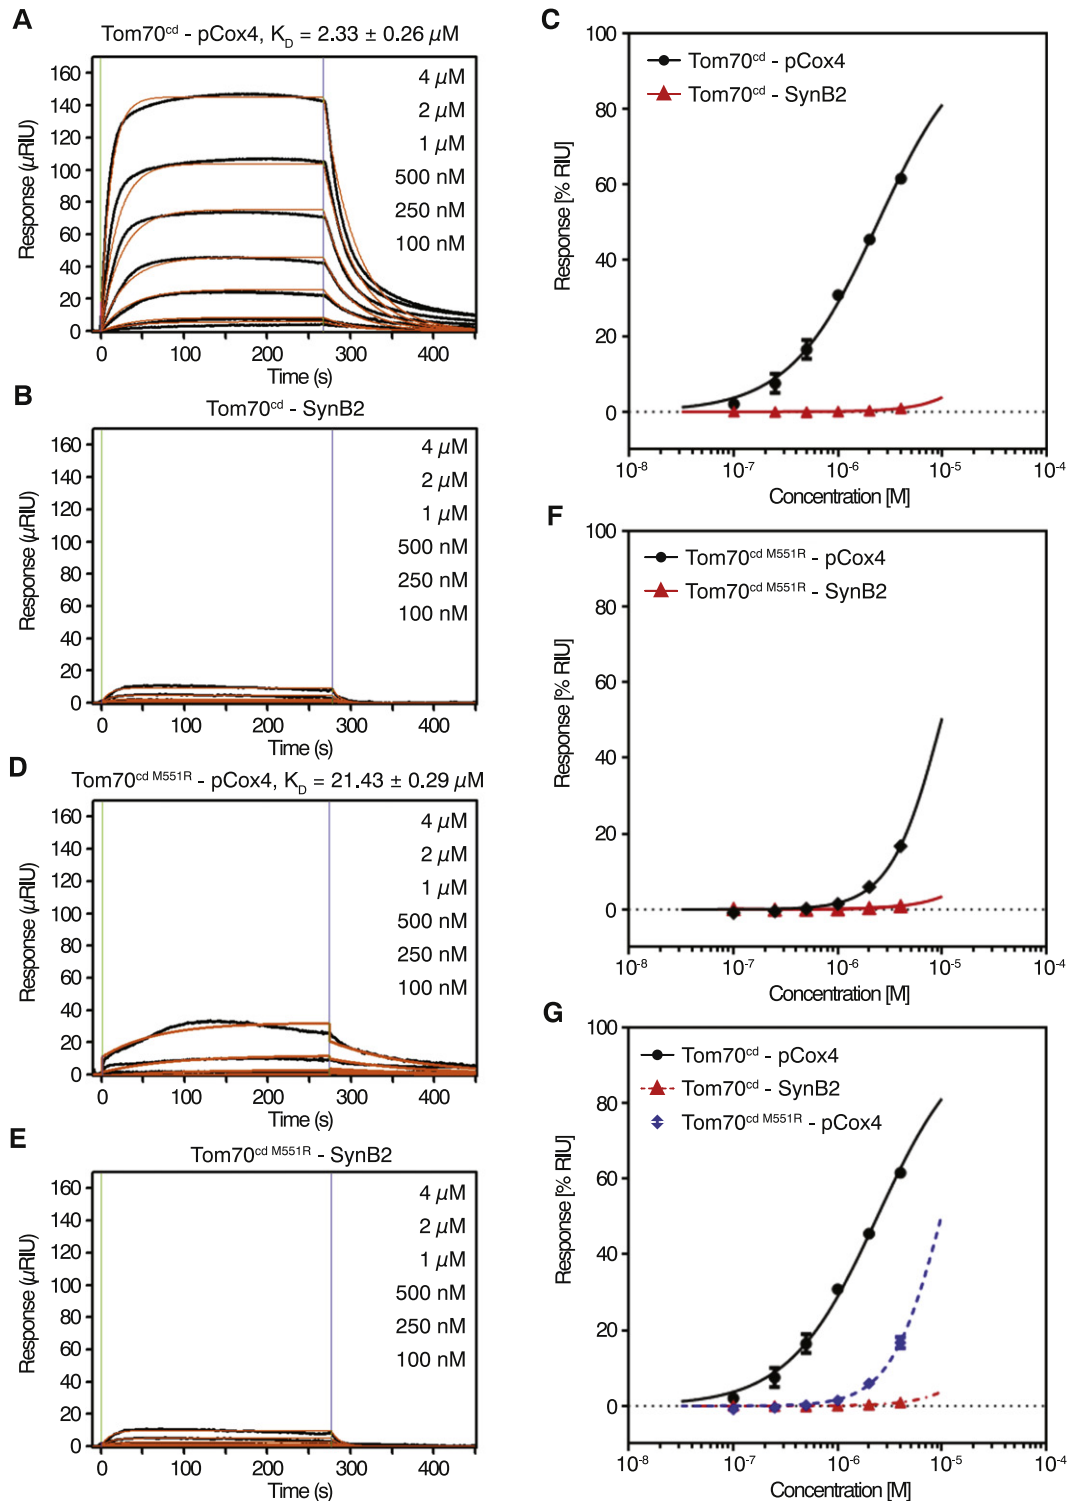 A
Tom70cd - pCox4, KD = 2.33 ± 0.26 µM
Response (µRIU)
160
140
120
100
80
60
40
20
0
4 µM
2 µM
1 µM
500 nM
250 nM
100 nM
0 100 200 300 400
Time (s)
B
Tom70cd - SynB2
Response (µRIU)
160
140
120
100
80
60
40
20
0
4 µM
2 µM
1 µM
500 nM
250 nM
100 nM
0 100 200 300 400
Time (s)
D
Tom70cd M551R - pCox4, KD = 21.43 ± 0.29 µM
Response (µRIU)
160
140
120
100
80
60
40
20
0
4 µM
2 µM
1 µM
500 nM
250 nM
100 nM
0 100 200 300 400
Time (s)
E
Tom70cd M551R - SynB2
Response (µRIU)
160
140
120
100
80
60
40
20
0
4 µM
2 µM
1 µM
500 nM
250 nM
100 nM
0 100 200 300 400
Time (s)
C
Response [% RIU]
100
80
60
40
20
0
Tom70cd - pCox4
Tom70cd - SynB2
10-8 10-7 10-6 10-5 10-4
Concentration [M]
F
Response [% RIU]
100
80
60
40
20
0
Tom70cd M551R - pCox4
Tom70cd M551R - SynB2
10-8 10-7 10-6 10-5 10-4
Concentration [M]
G
Response [% RIU]
100
80
60
40
20
0
Tom70cd - pCox4
Tom70cd - SynB2
Tom70cd M551R - pCox4
10-8 10-7 10-6 10-5 10-4
Concentration [M]